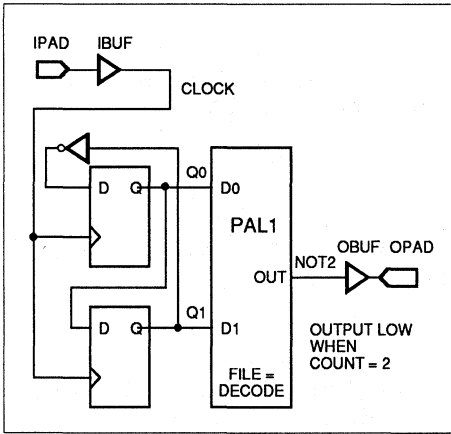 IPAD IBUF
CLOCK
Q0
D Q
D0
PAL1
OBUF OPAD
NOT2
OUT
Q1
D Q
D1
OUTPUT LOW
WHEN
COUNT = 2
FILE =
DECODE